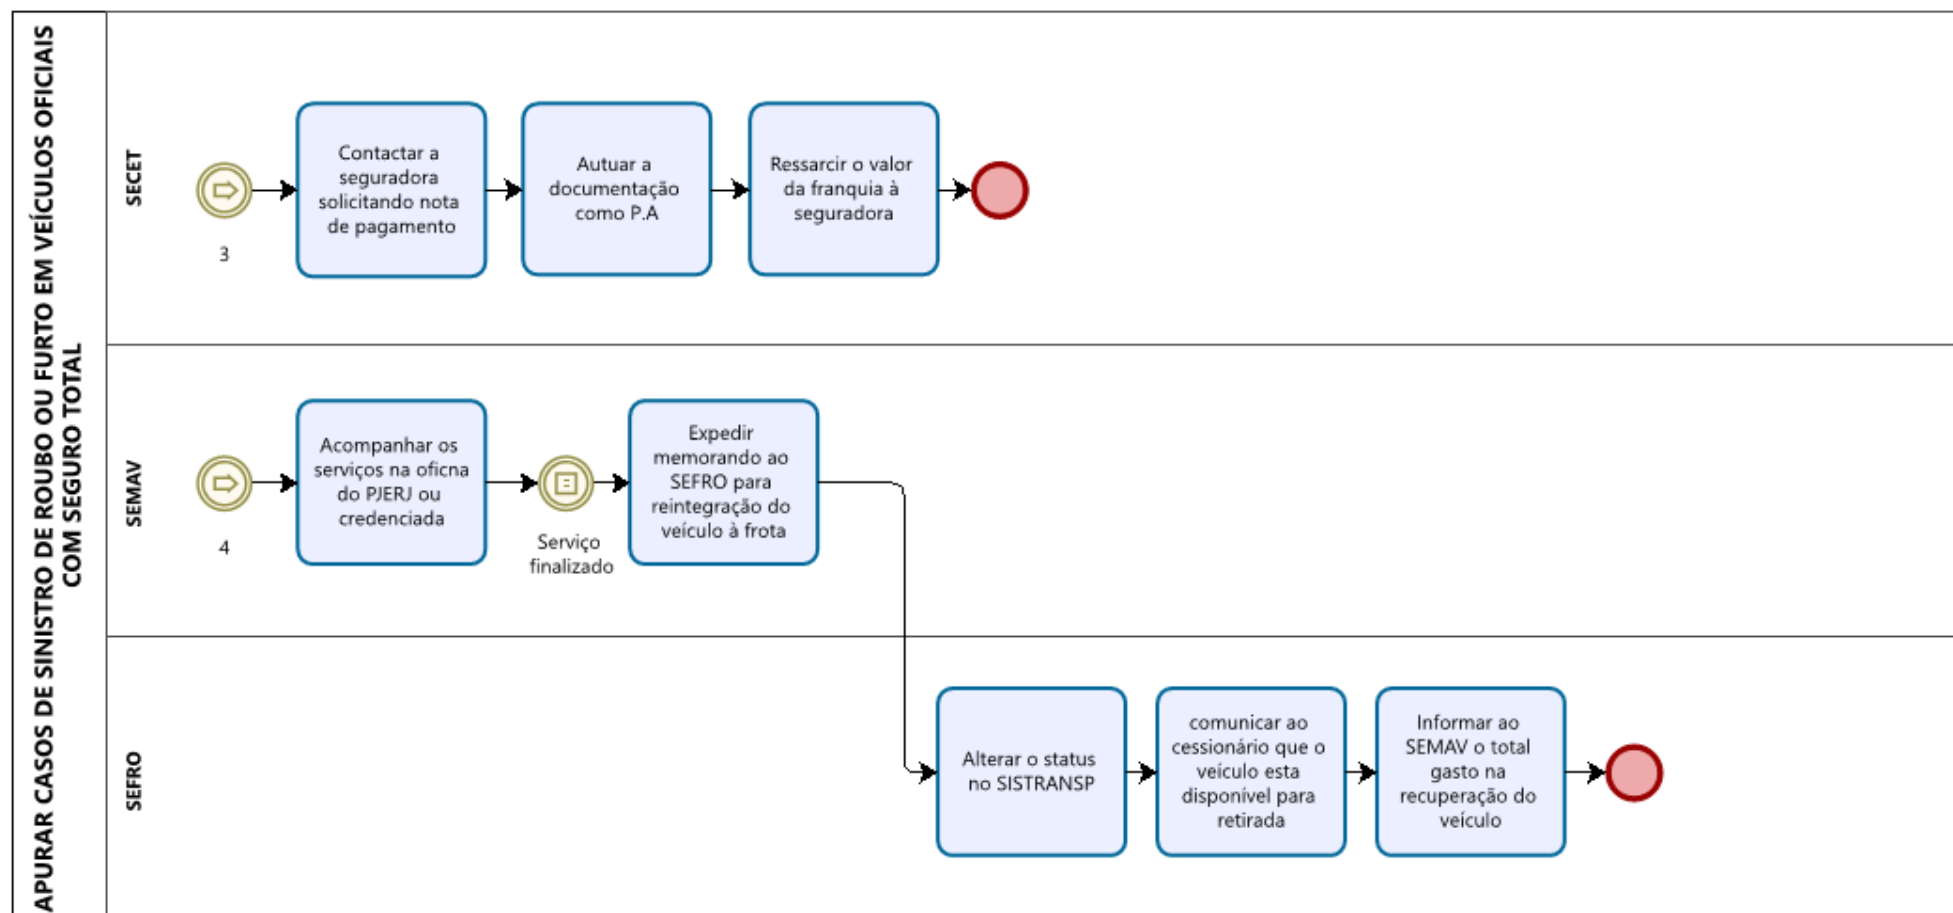 APURAR CASOS DE SINISTRO DE ROUBO OU FURTO EM VEÍCULOS OFICIAIS
COM SEGURO TOTAL
SECET
3
Contactar a
seguradora
solicitando nota
de pagamento
Autuar a
documentação
como P.A
Ressarcir o valor
da franquia à
seguradora
SEMAV
4
Acompanhar os
serviços na oficna
do PJERJ ou
credenciada
Serviço
finalizado
Expedir
memorando ao
SEFRO para
reintegração do
veículo à frota
SEFRO
Alterar o status
no SISTRANSP
comunicar ao
cessionário que o
veículo esta
disponível para
retirada
Informar ao
SEMAV o total
gasto na
recuperação do
veículo